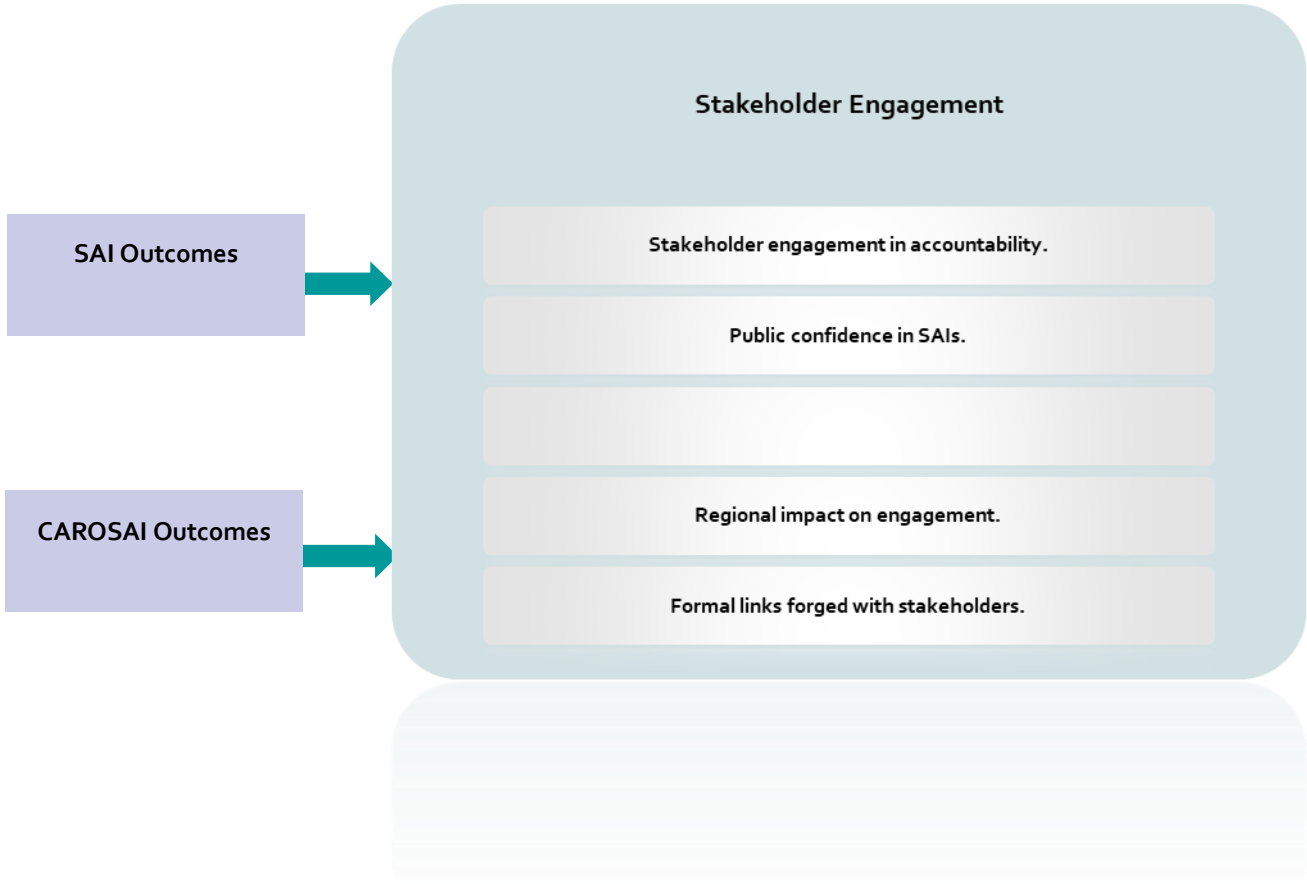 Stakeholder Engagement
SAI Outcomes
Stakeholder engagement in accountability.
Public confidence in SAIs.
CAROSAI Outcomes
Regional impact on engagement.
Formal links forged with stakeholders.